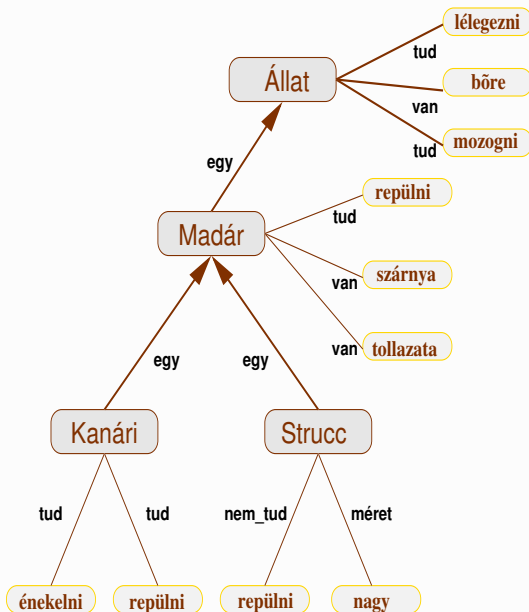 lélegezni
tud
Állat
bõre
van
mozogni
tud
egy
repülni
tud
Madár
szárnya
van
van
tollazata
egy
egy
Kanári
Strucc
tud
tud
nem_tud
méret
énekelni
repülni
repülni
nagy